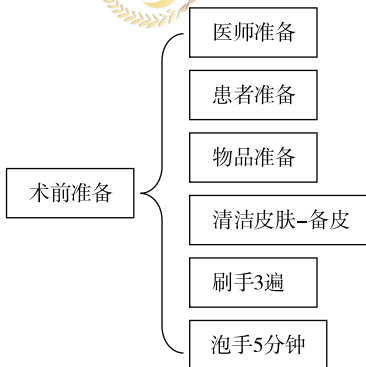 医师准备
患者准备
物品准备
术前准备
清洁皮肤-备皮
刷手3遍
泡手5分钟